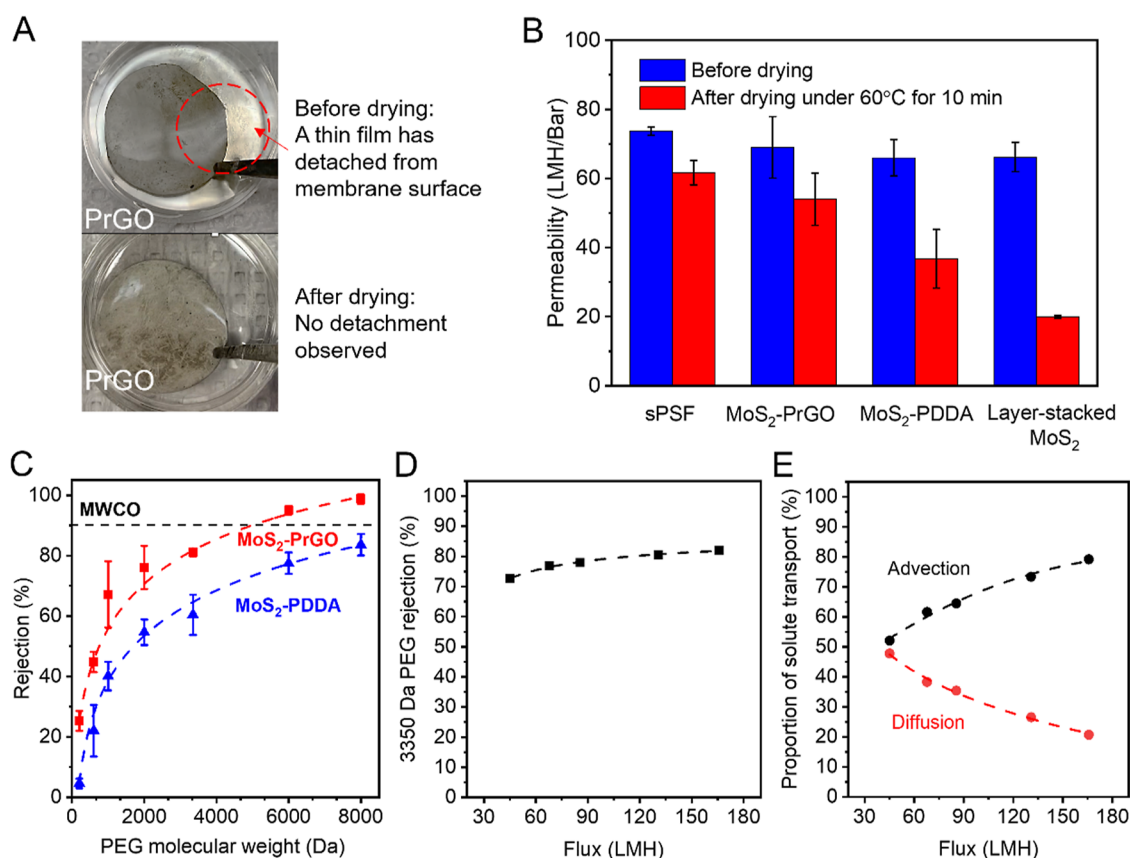 A
Before drying:
A thin film has
detached from
membrane surface
PrGO
After drying:
No detachment
observed
PrGO
B
Permeability (LMH/Bar)
100
80
60
40
20
0
Before drying
After drying under 60°C for 10 min
sPSF
MoS₂-PrGO
MoS₂-PDDA
Layer-stacked
MoS₂
C
Rejection (%)
100
80
60
40
20
0
MWCO
MoS₂-PrGO
MoS₂-PDDA
0
2000
4000
6000
8000
PEG molecular weight (Da)
D
3350 Da PEG rejection (%)
100
90
80
70
60
50
40
30
20
10
0
30
60
90
120
150
180
Flux (LMH)
E
Proportion of solute transport (%)
100
90
80
70
60
50
40
30
20
10
0
Advection
Diffusion
30
60
90
120
150
180
Flux (LMH)